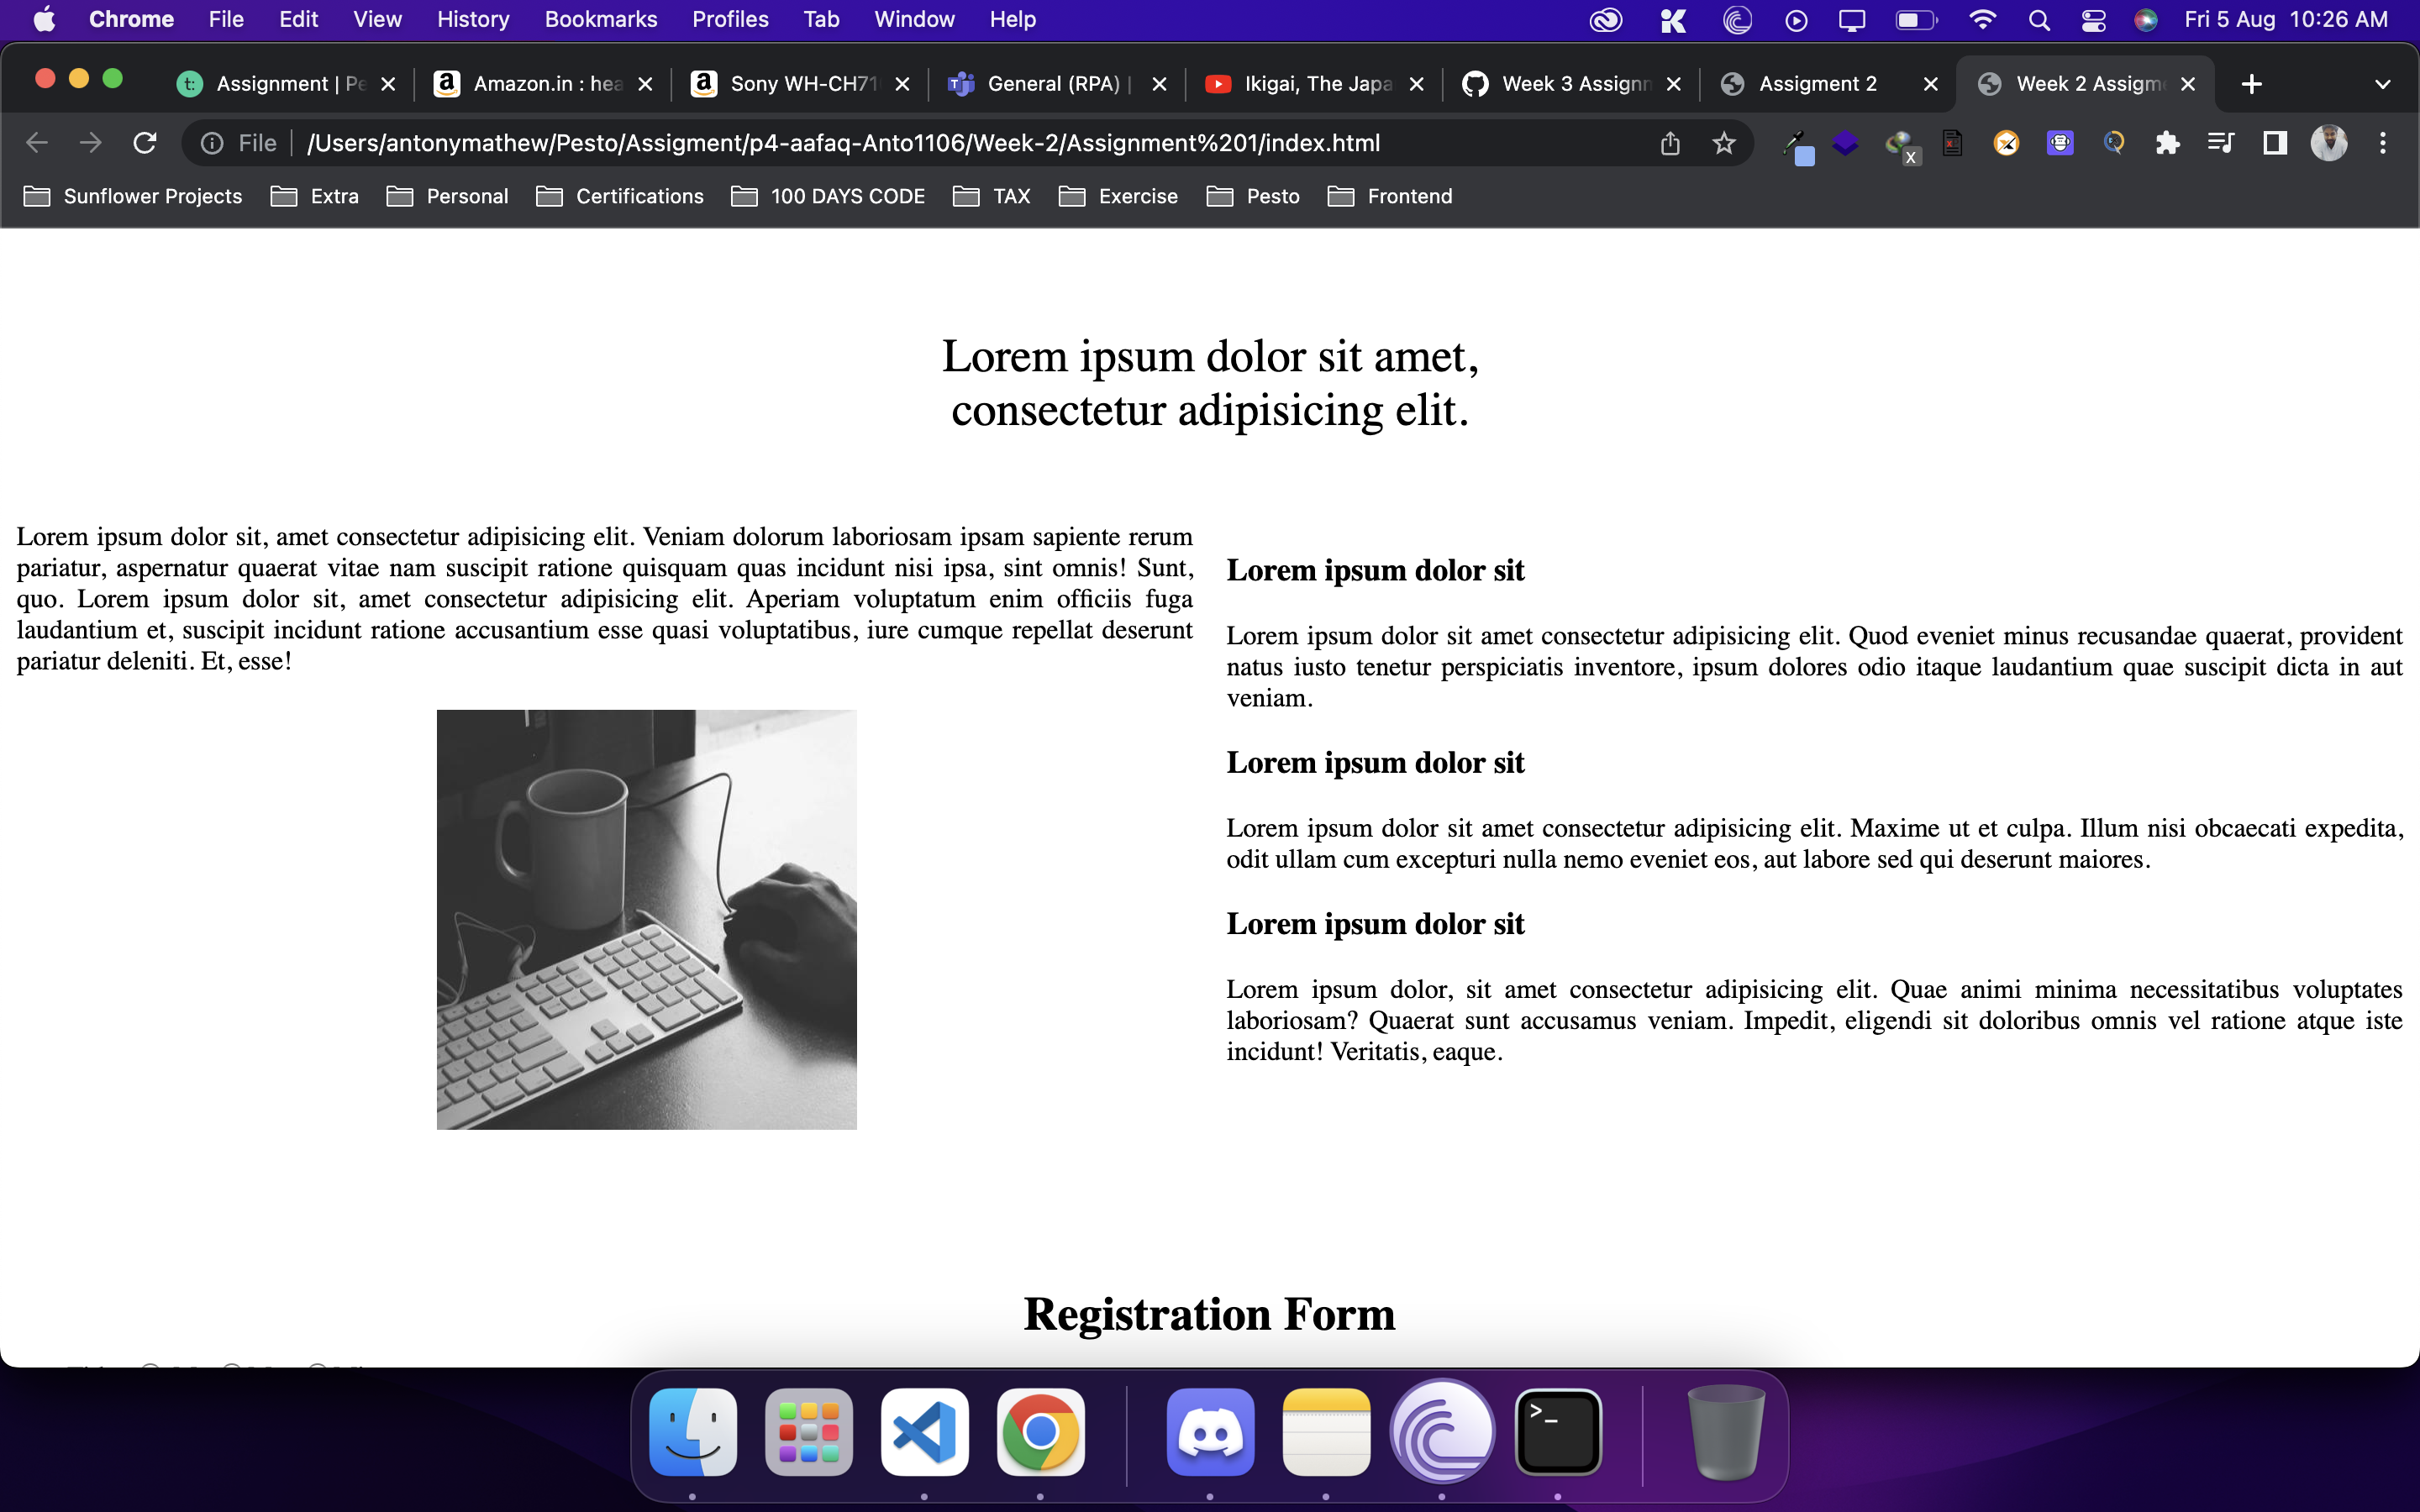 Chrome File Edit View History Bookmarks Profiles Tab Window Help Fri 5 Aug 10:26 AM
t: Assignment | Pe a Amazon.in : hea a Sony WH-CH71 General (RPA) | Ikigai, The Japa Week 3 Assignn Assigment 2 Week 2 Assigm
File /Users/antonymathew/Pesto/Assigment/p4-aafaq-Anto1106/Week-2/Assignment%201/index.html
Sunflower Projects Extra Personal Certifications 100 DAYS CODE TAX Exercise Pesto Frontend
Lorem ipsum dolor sit amet,
consectetur adipisicing elit.
Lorem ipsum dolor sit, amet consectetur adipisicing elit. Veniam dolorum laboriosam ipsam sapiente rerum
pariatur, aspernatur quaerat vitae nam suscipit ratione quisquam quas incidunt nisi ipsa, sint omnis! Sunt,
quo. Lorem ipsum dolor sit, amet consectetur adipisicing elit. Aperiam voluptatum enim officiis fuga
laudantium et, suscipit incidunt ratione accusantium esse quasi voluptatibus, iure cumque repellat deserunt
pariatur deleniti. Et, esse!
Lorem ipsum dolor sit
Lorem ipsum dolor sit amet consectetur adipisicing elit. Quod eveniet minus recusandae quaerat, provident
natus iusto tenetur perspiciatis inventore, ipsum dolores odio itaque laudantium quae suscipit dicta in aut
veniam.
Lorem ipsum dolor sit
Lorem ipsum dolor sit amet consectetur adipisicing elit. Maxime ut et culpa. Illum nisi obcaecati expedita,
odit ullam cum excepturi nulla nemo eveniet eos, aut labore sed qui deserunt maiores.
Lorem ipsum dolor sit
Lorem ipsum dolor, sit amet consectetur adipisicing elit. Quae animi minima necessitatibus voluptates
laboriosam? Quaerat sunt accusamus veniam. Impedit, eligendi sit doloribus omnis vel ratione atque iste
incidunt! Veritatis, eaque.
Registration Form